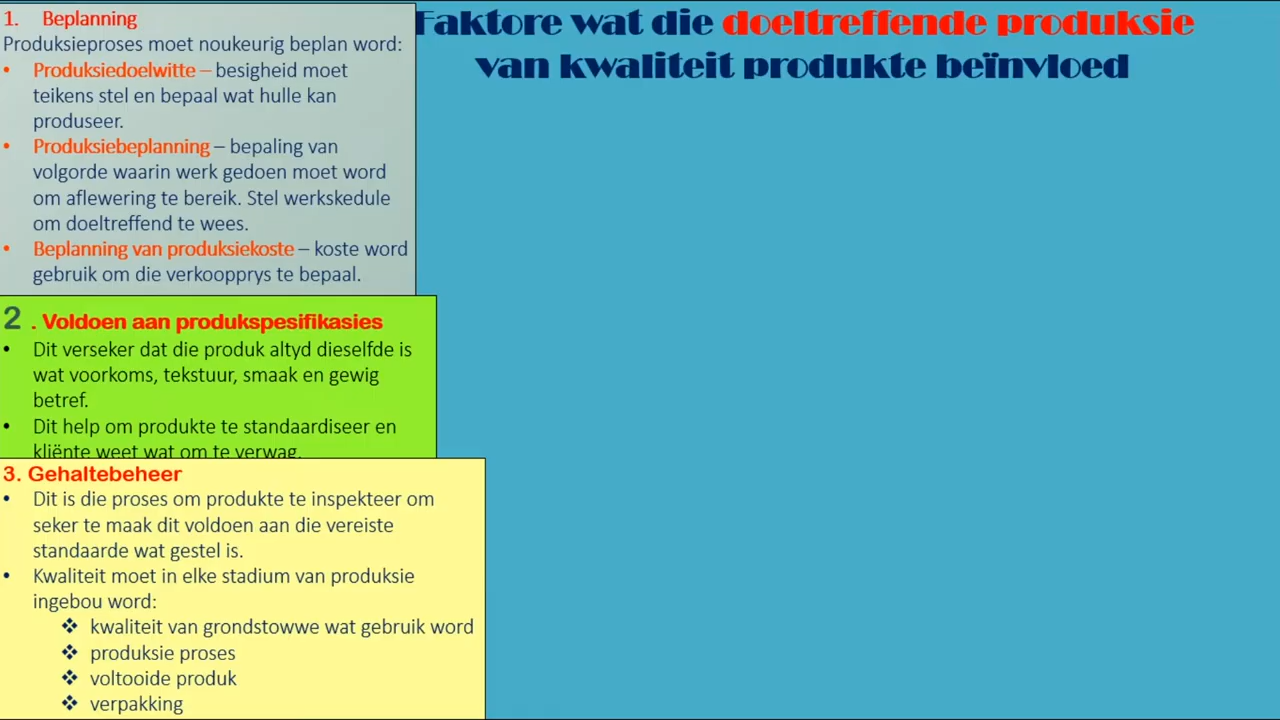 Faktore wat die doeltreffende produksie
van kwaliteit produkte beïnvloed
1. Beplanning
Produksieproses moet noukeurig beplan word:
• Produksiedoelwitte – besigheid moet
teikens stel en bepaal wat hulle kan
produseer.
• Produksiebeplanning – bepaling van
volgorde waarin werk gedoen moet word
om aflewering te bereik. Stel werkskedule
om doeltreffend te wees.
• Beplanning van produksiekoste – koste word
gebruik om die verkoopprys te bepaal.
2 . Voldoen aan produkspesifikasies
• Dit verseker dat die produk altyd dieselfde is
wat voorkoms, tekstuur, smaak en gewig
betref.
• Dit help om produkte te standaardiseer en
kliënte weet wat om te verwag.
3. Gehaltebeheer
• Dit is die proses om produkte te inspekteer om
seker te maak dit voldoen aan die vereiste
standaarde wat gestel is.
• Kwaliteit moet in elke stadium van produksie
ingebou word:
❖ kwaliteit van grondstowwe wat gebruik word
❖ produksie proses
❖ voltooide produk
❖ verpakking